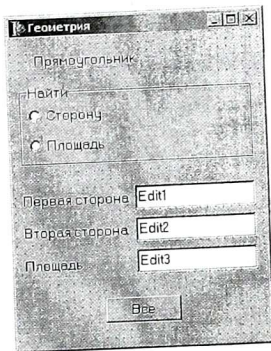 Геометрия
Прямоугольник
Найти
Сторону
Площадь
Первая сторона Edit1
Вторая сторона Edit2
Площадь Edit3
Все